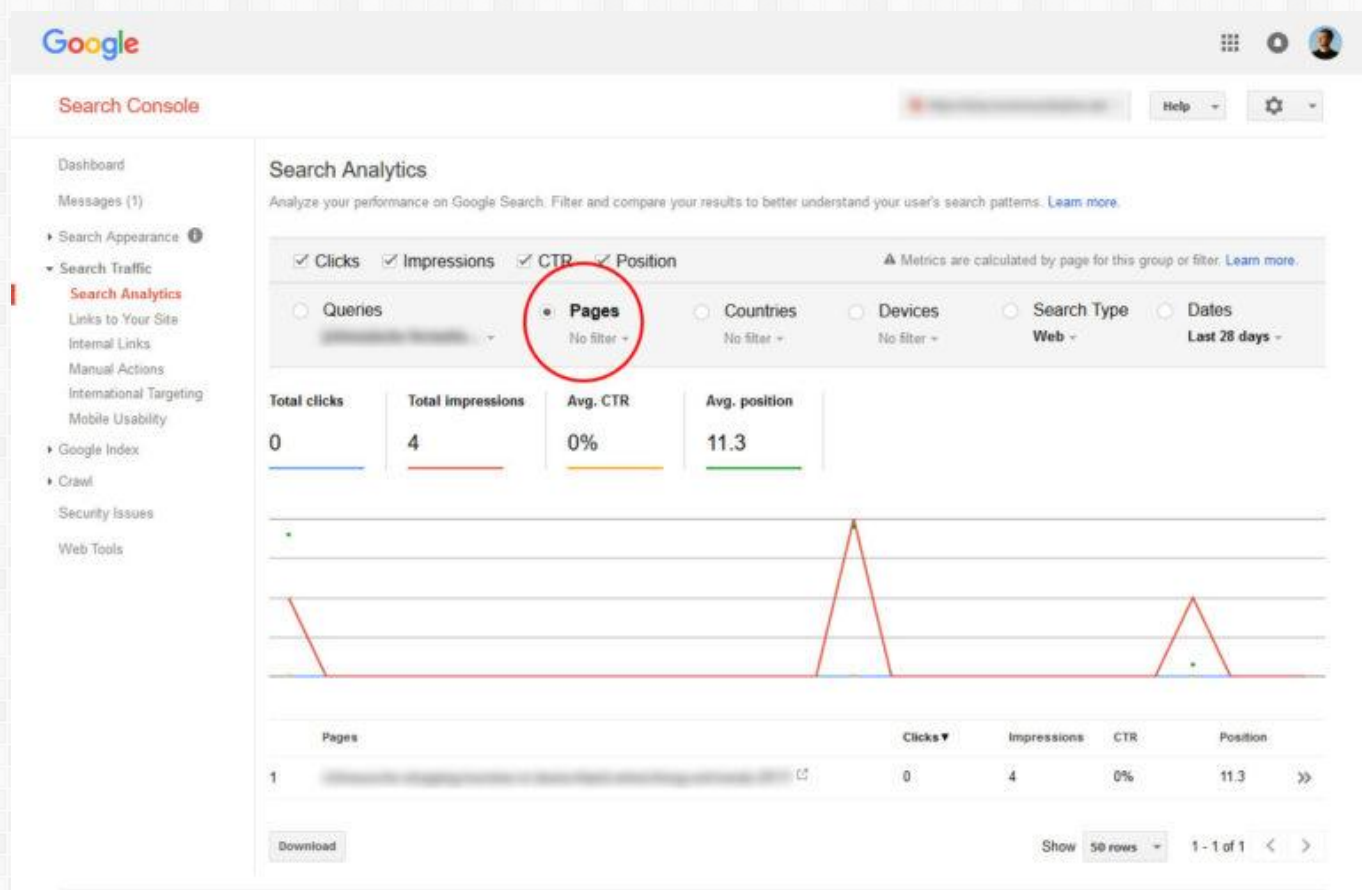 Google
Search Console
Help
Dashboard
Messages (1)
Search Appearance
Search Traffic
Search Analytics
Links to Your Site
Internal Links
Manual Actions
International Targeting
Mobile Usability
Google Index
Crawl
Security Issues
Web Tools
Search Analytics
Analyze your performance on Google Search. Filter and compare your results to better understand your user's search patterns. Learn more.
Clicks Impressions CTR Position Metrics are calculated by page for this group or filter. Learn more.
Queries Pages Countries Devices Search Type Dates
No filter No filter No filter Web Last 28 days
Total clicks Total impressions Avg. CTR Avg. position
0 4 0% 11.3
Pages Clicks▼ Impressions CTR Position
1 0 4 0% 11.3 »
Download Show 50 rows 1 - 1 of 1